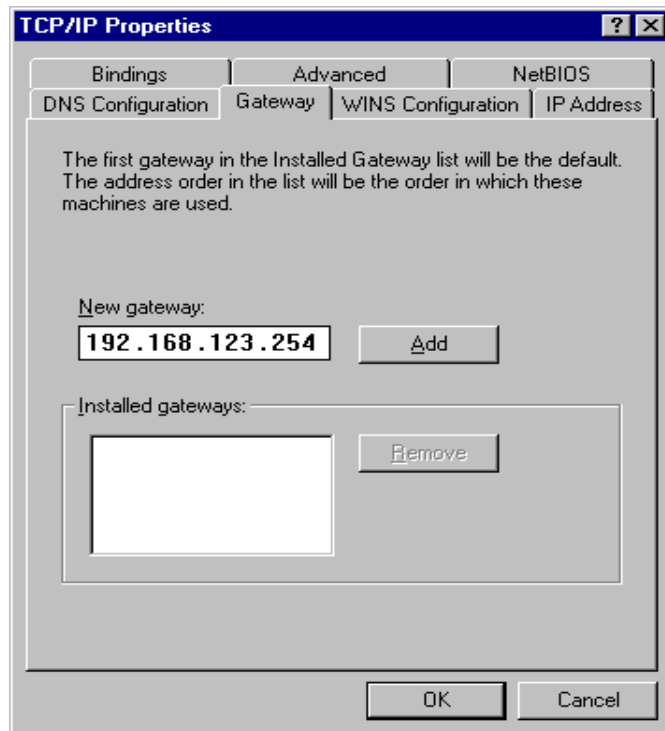 TCP/IP Properties
? ×
Bindings Advanced NetBIOS
DNS Configuration Gateway WINS Configuration IP Address
The first gateway in the Installed Gateway list will be the default.
The address order in the list will be the order in which these
machines are used.
New gateway:
192.168.123.254 Add
Installed gateways:
Remove
OK Cancel